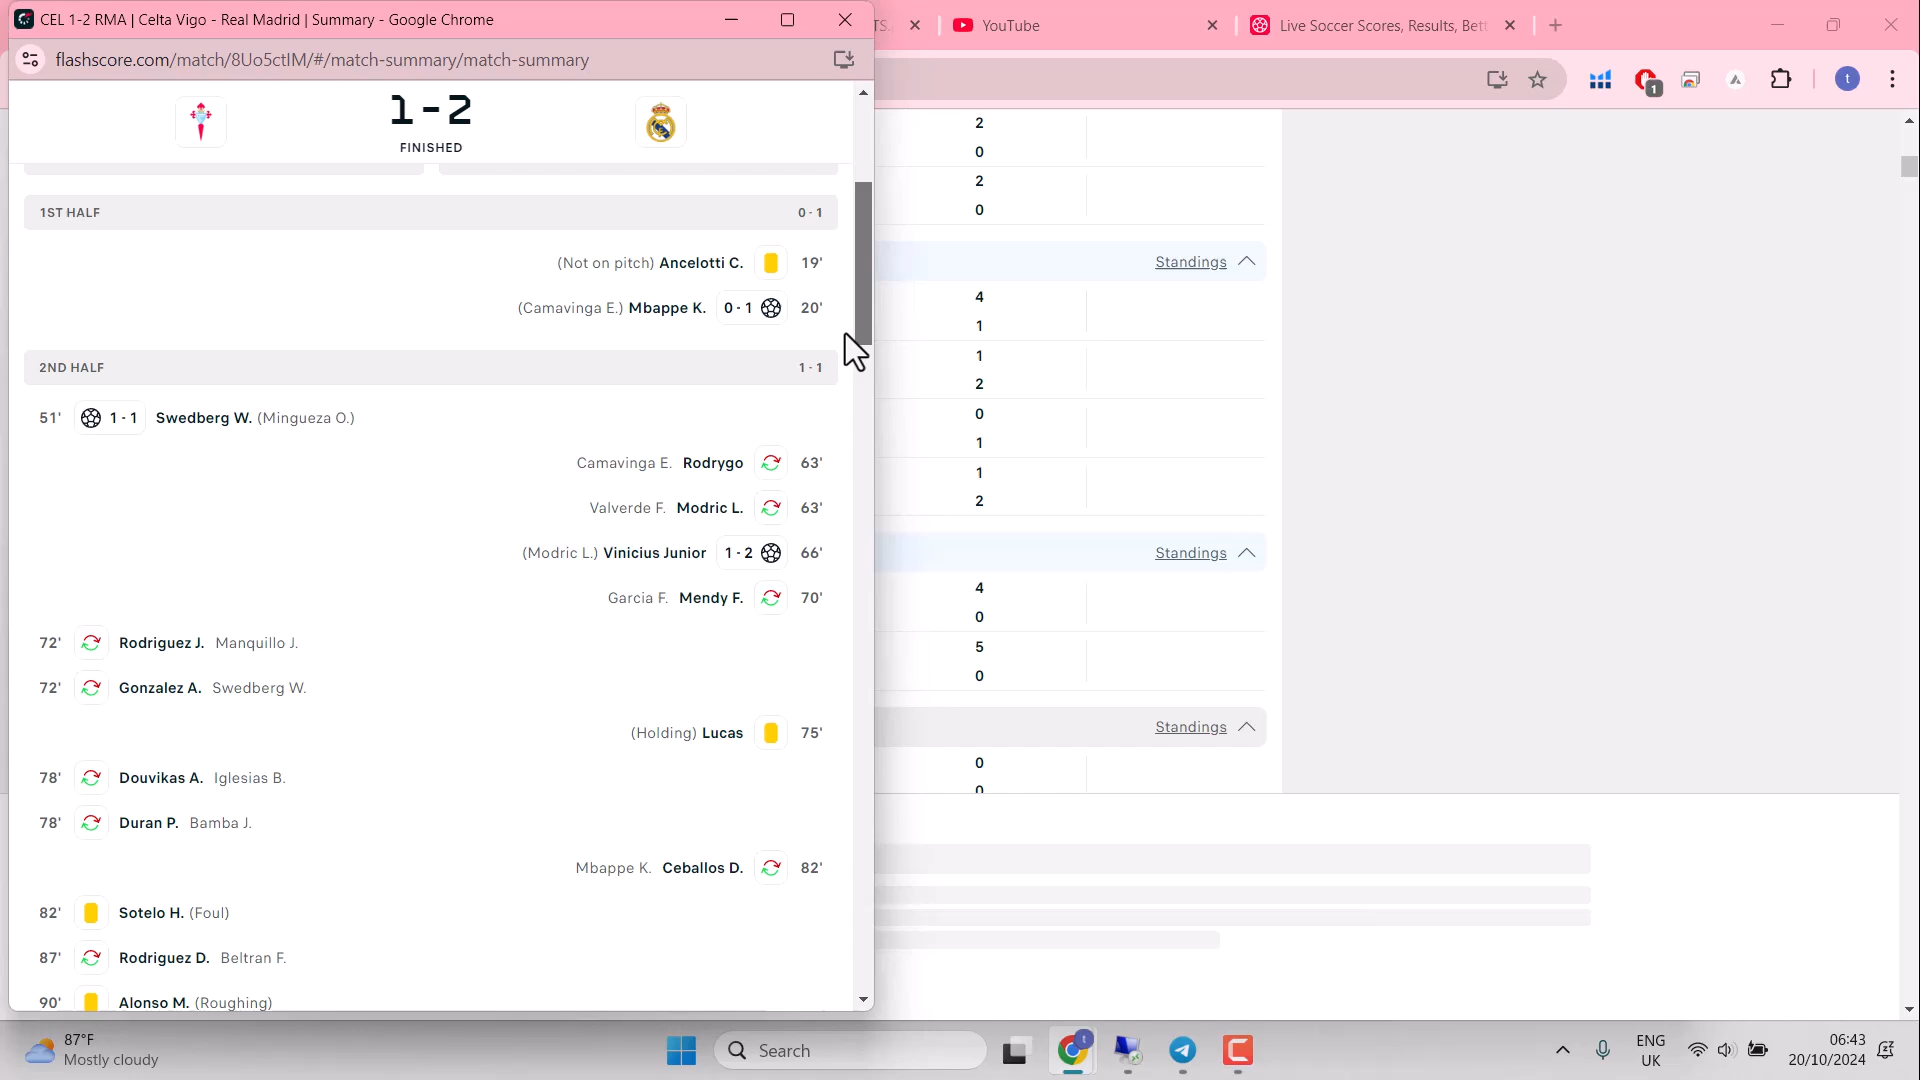 CEL 1-2 RMA | Celta Vigo - Real Madrid | Summary - Google Chrome
TS.
YouTube
Live Soccer Scores, Results, Bett
flashscore.com/match/8Uo5ctIM/#/match-summary/match-summary
1
t
1-2
FINISHED
1ST HALF 0 - 1
(Not on pitch) Ancelotti C. 19'
(Camavinga E.) Mbappe K. 0 - 1 20'
2ND HALF 1 - 1
51' 1 - 1 Swedberg W. (Mingueza O.)
Camavinga E. Rodrygo 63'
Valverde F. Modric L. 63'
(Modric L.) Vinicius Junior 1 - 2 66'
Garcia F. Mendy F. 70'
72' Rodriguez J. Manquillo J.
72' Gonzalez A. Swedberg W.
(Holding) Lucas 75'
78' Douvikas A. Iglesias B.
78' Duran P. Bamba J.
Mbappe K. Ceballos D. 82'
82' Sotelo H. (Foul)
87' Rodriguez D. Beltran F.
90' Alonso M. (Roughing)
2
0
2
0
Standings
4
1
1
2
0
1
1
2
Standings
4
0
5
0
Standings
0
0
87°F
Mostly cloudy
Search
t
ENG
UK
06:43
20/10/2024